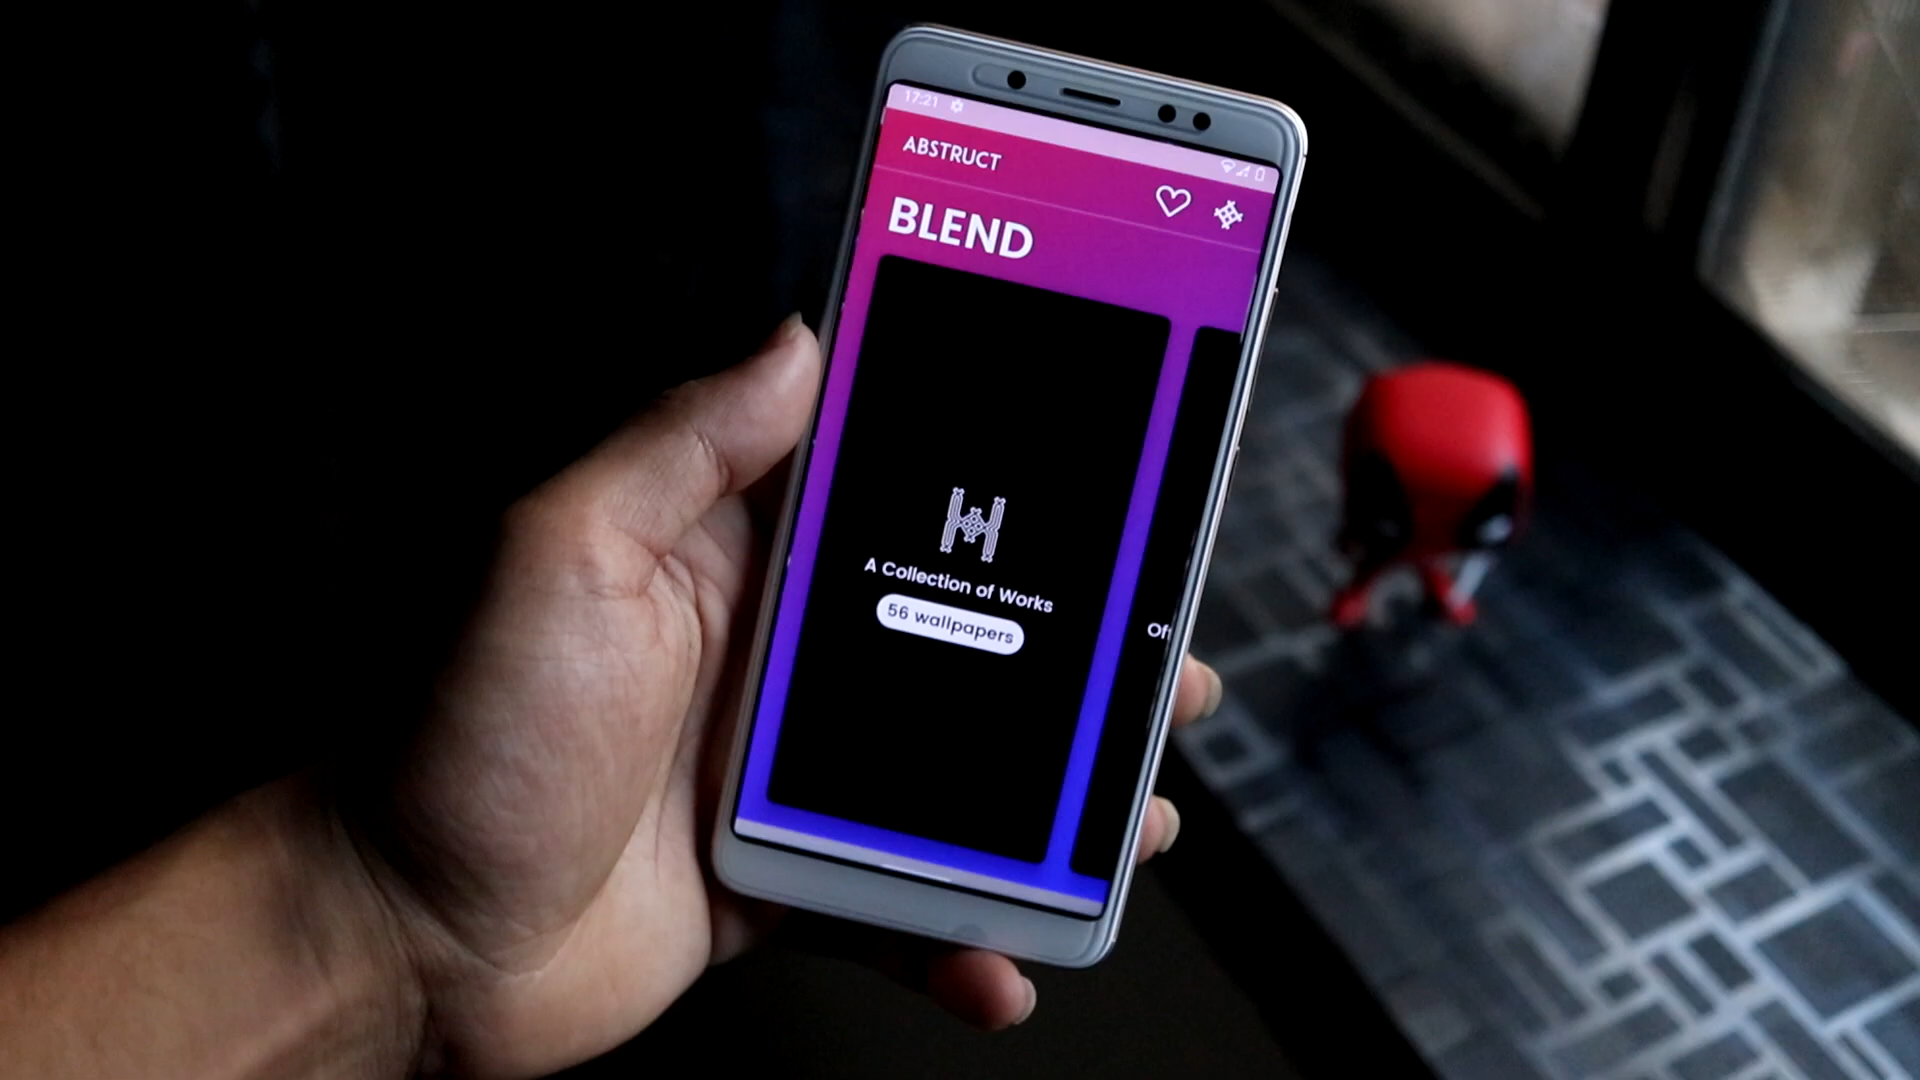 17:21
ABSTRUCT
BLEND
A Collection of Works
56 wallpapers